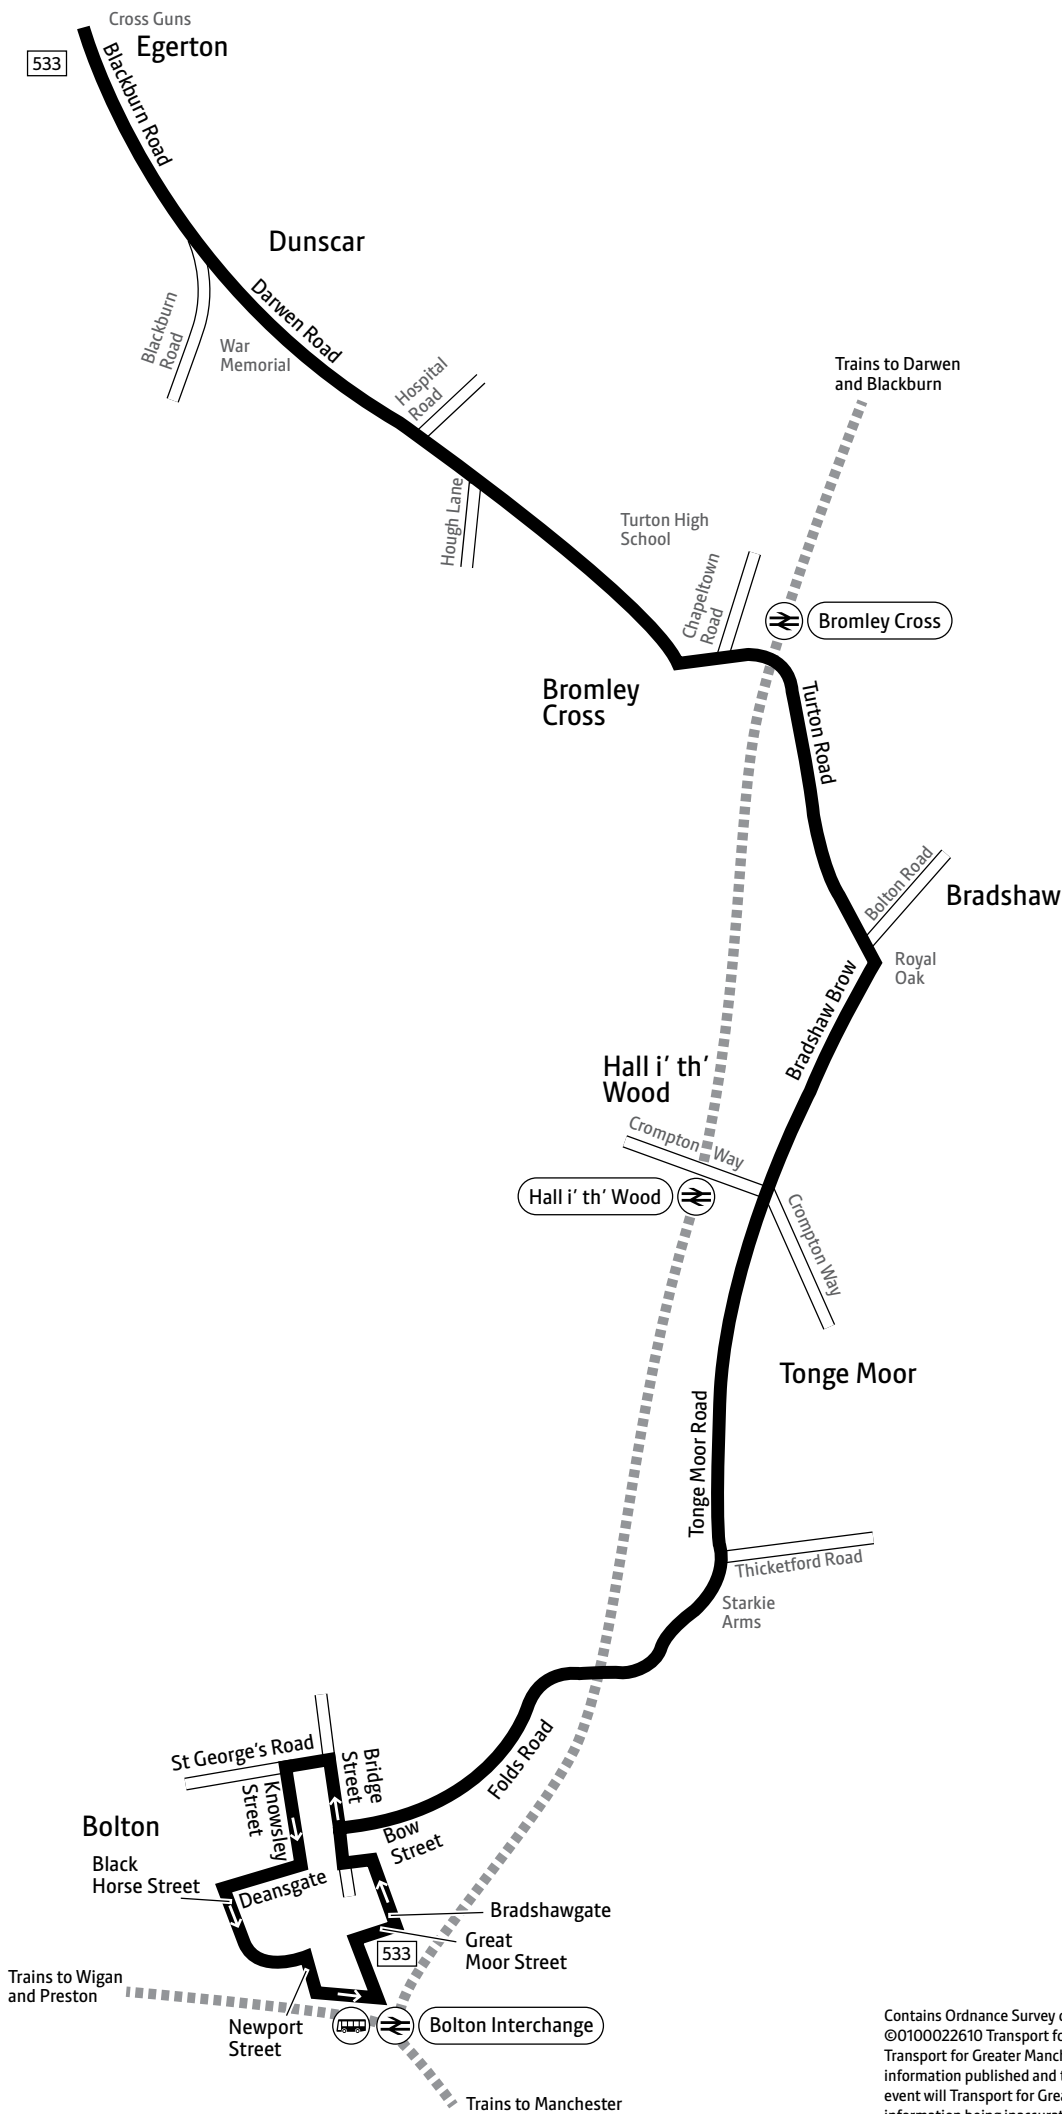 Cross Guns
Egerton
533
Blackburn Road
Dunscar
Darwen Road
Blackburn
Road
War
Memorial
Hospital
Road
Trains to Darwen
and Blackburn
Hough Lane
Turton High
School
Chapeltown
Road
Bromley Cross
Bromley
Cross
Turton Road
Bolton Road
Bradshaw
Royal
Oak
Bradshaw Brow
Hall i' th'
Wood
Crompton Way
Hall i' th' Wood
Crompton Way
Tonge Moor
Tonge Moor Road
Thicketford Road
Starkie
Arms
Folds Road
St George's Road
Bridge
Street
Knowsley
Street
Bolton
Bow
Street
Black
Horse Street
Deansgate
Bradshawgate
Great
Moor Street
533
Trains to Wigan
and Preston
Newport
Street
Bolton Interchange
Trains to Manchester
Contains Ordnance Survey
©0100022610 Transport
Transport for Greater
information published and
event will Transport for